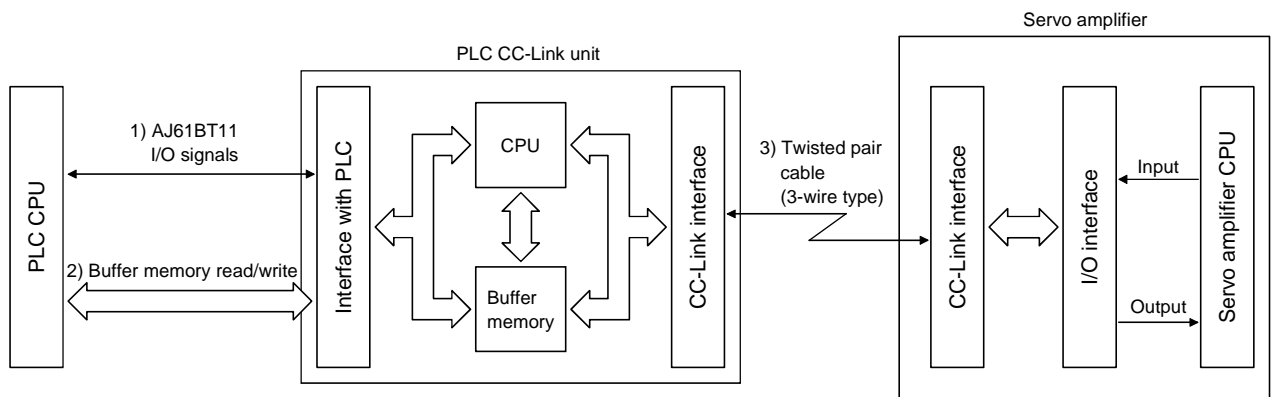 Servo amplifier
PLC CC-Link unit
PLC CPU
1) AJ61BT11
I/O signals
2) Buffer memory read/write
Interface with PLC
CPU
Buffer
memory
CC-Link interface
3) Twisted pair
cable
(3-wire type)
CC-Link interface
I/O interface
Input
Output
Servo amplifier CPU